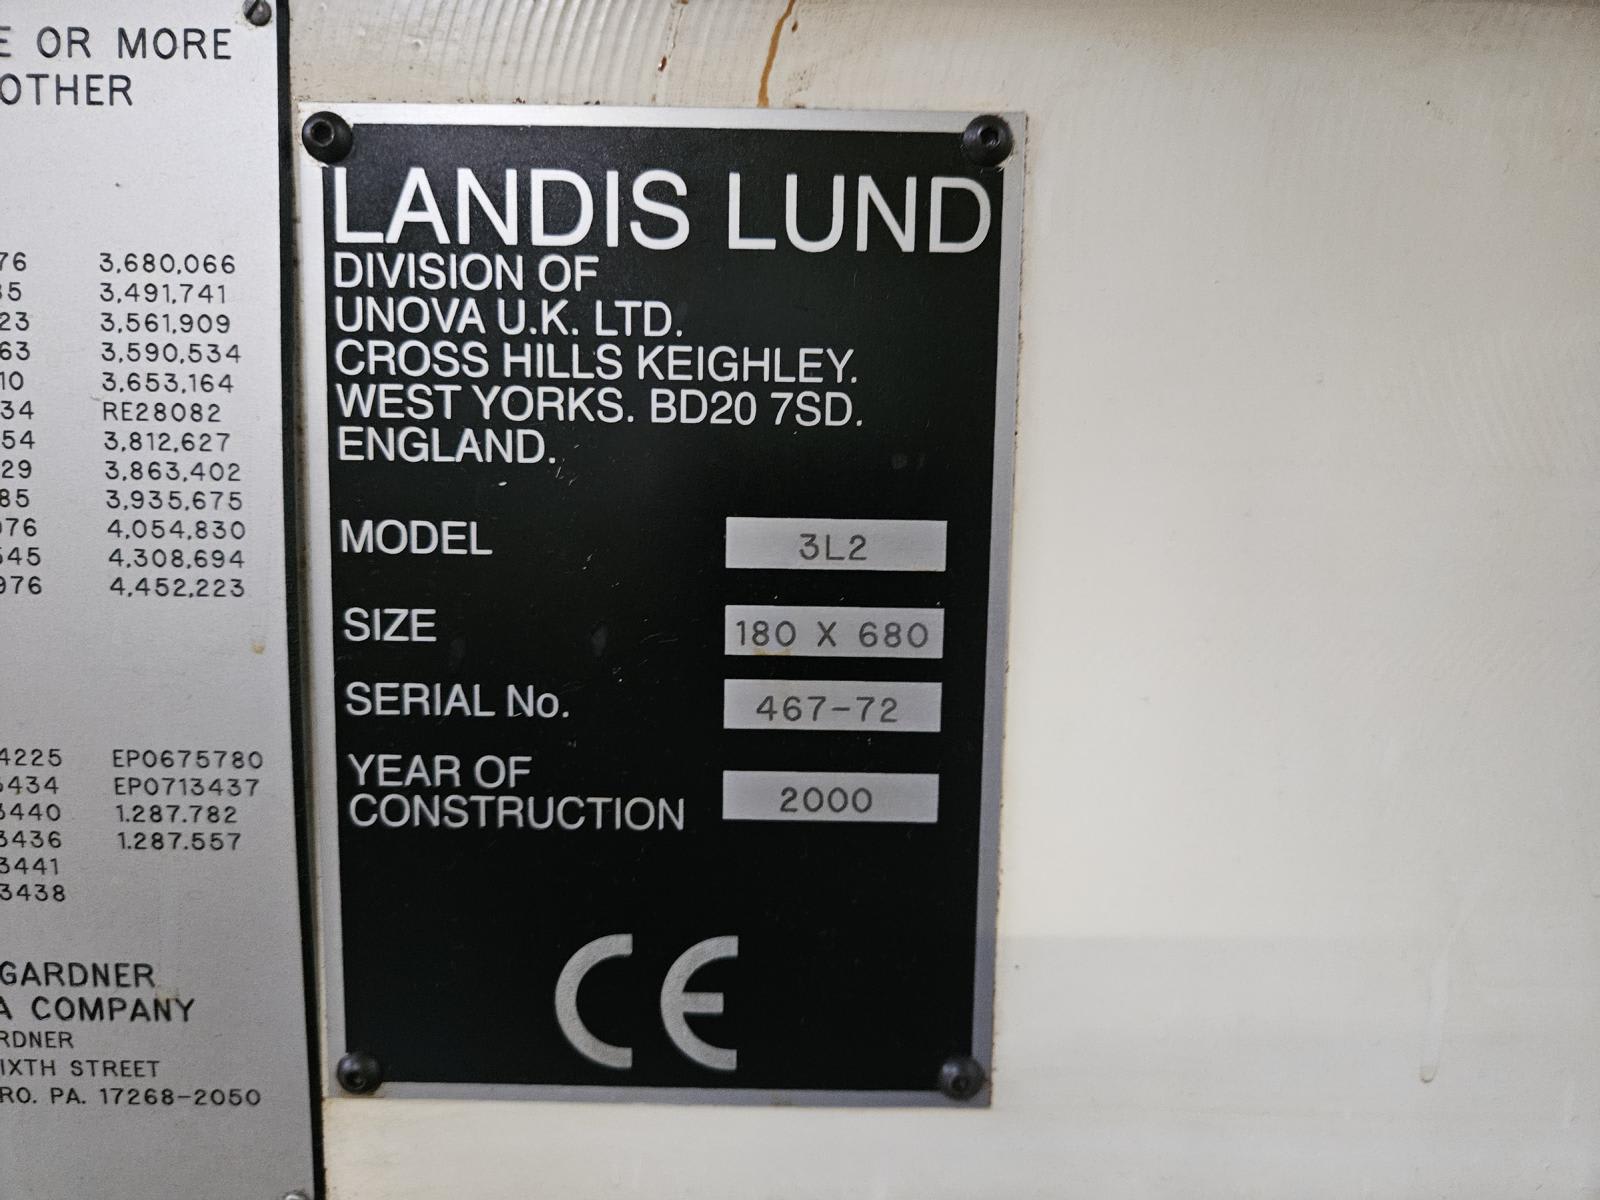 E OR MORE
OTHER
76 3,680,066
35 3,491,741
23 3,561,909
63 3,590,534
10 3,653,164
34 RE28082
54 3,812,627
29 3,863,402
85 3,935,675
976 4,054,830
545 4,308,694
976 4,452,223
4225 EP0675780
5434 EP0713437
3440 1.287.782
3436 1.287.557
3441
3438
GARDNER
A COMPANY
RDNER
IXTH STREET
RO. PA. 17268-2050
LANDIS LUND
DIVISION OF
UNOVA U.K. LTD.
CROSS HILLS KEIGHLEY.
WEST YORKS. BD20 7SD.
ENGLAND.
MODEL 3L2
SIZE 180 X 680
SERIAL No. 467-72
YEAR OF
CONSTRUCTION 2000
CE